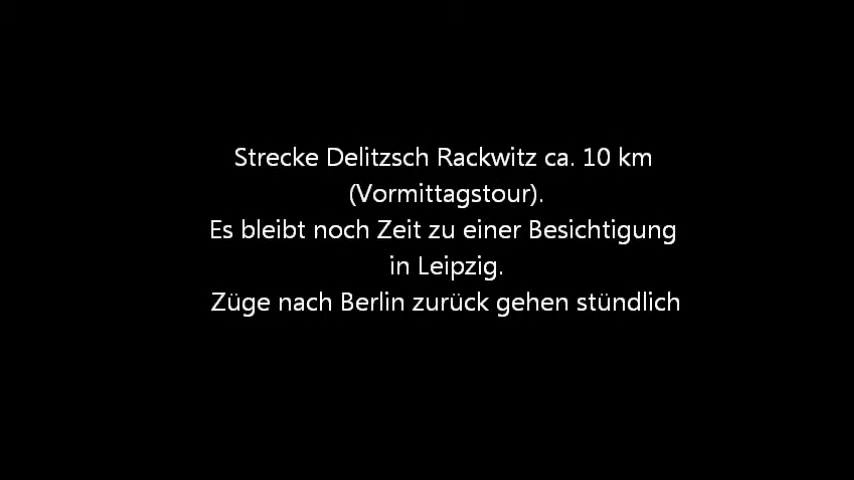 Strecke Delitzsch Rackwitz ca. 10 km
(Vormittagstour).
Es bleibt noch Zeit zu einer Besichtigung
in Leipzig.
Züge nach Berlin zurück gehen stündlich